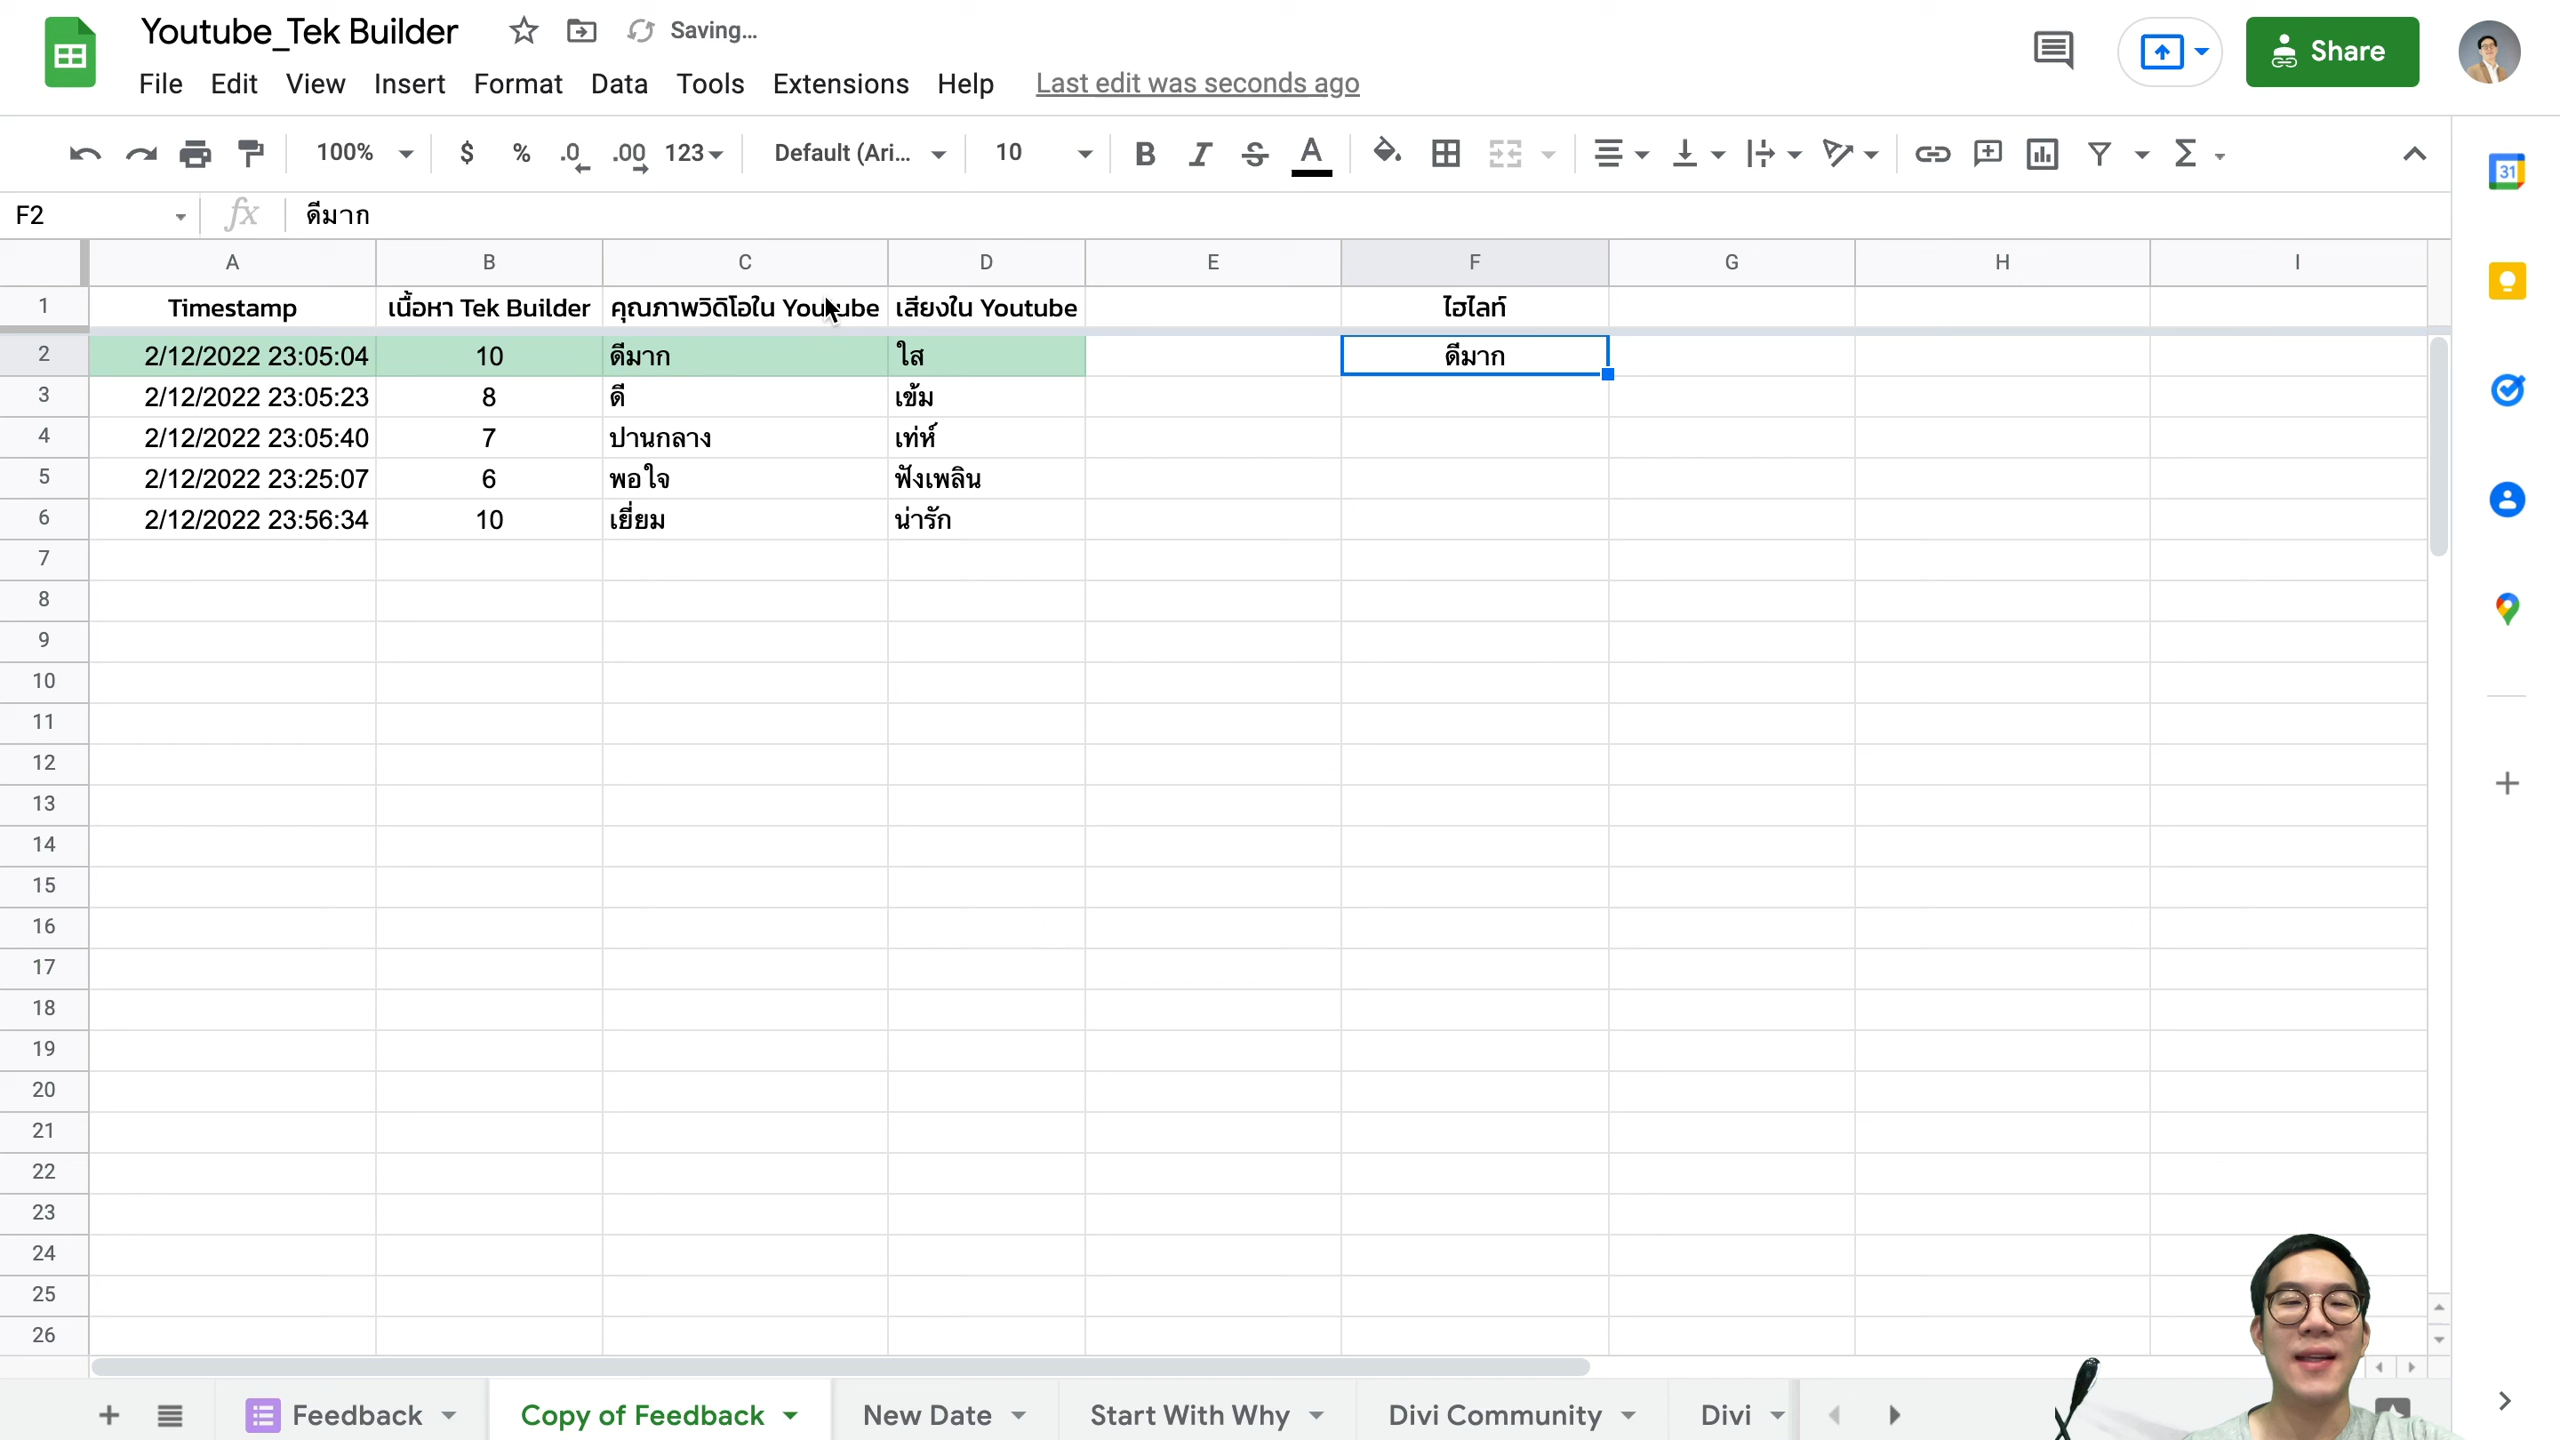 Youtube_Tek Builder Saving...
File Edit View Insert Format Data Tools Extensions Help Last edit was seconds ago
Share
100% $ % .0 .00 123 Default (Ari... 10 B I S A Σ
31
F2 fx ดีมาก
A B C D E F G H I
1 Timestamp เนื้อหา Tek Builder คุณภาพวิดิโอใน Youtube เสียงใน Youtube ไฮไลท์
2 2/12/2022 23:05:04 10 ดีมาก ใส ดีมาก
3 2/12/2022 23:05:23 8 ดี เข้ม
4 2/12/2022 23:05:40 7 ปานกลาง เท่ห์
5 2/12/2022 23:25:07 6 พอใจ ฟังเพลิน
6 2/12/2022 23:56:34 10 เยี่ยม น่ารัก
7
8
9
10
11
12
13
14
15
16
17
18
19
20
21
22
23
24
25
26
Feedback Copy of Feedback New Date Start With Why Divi Community Divi